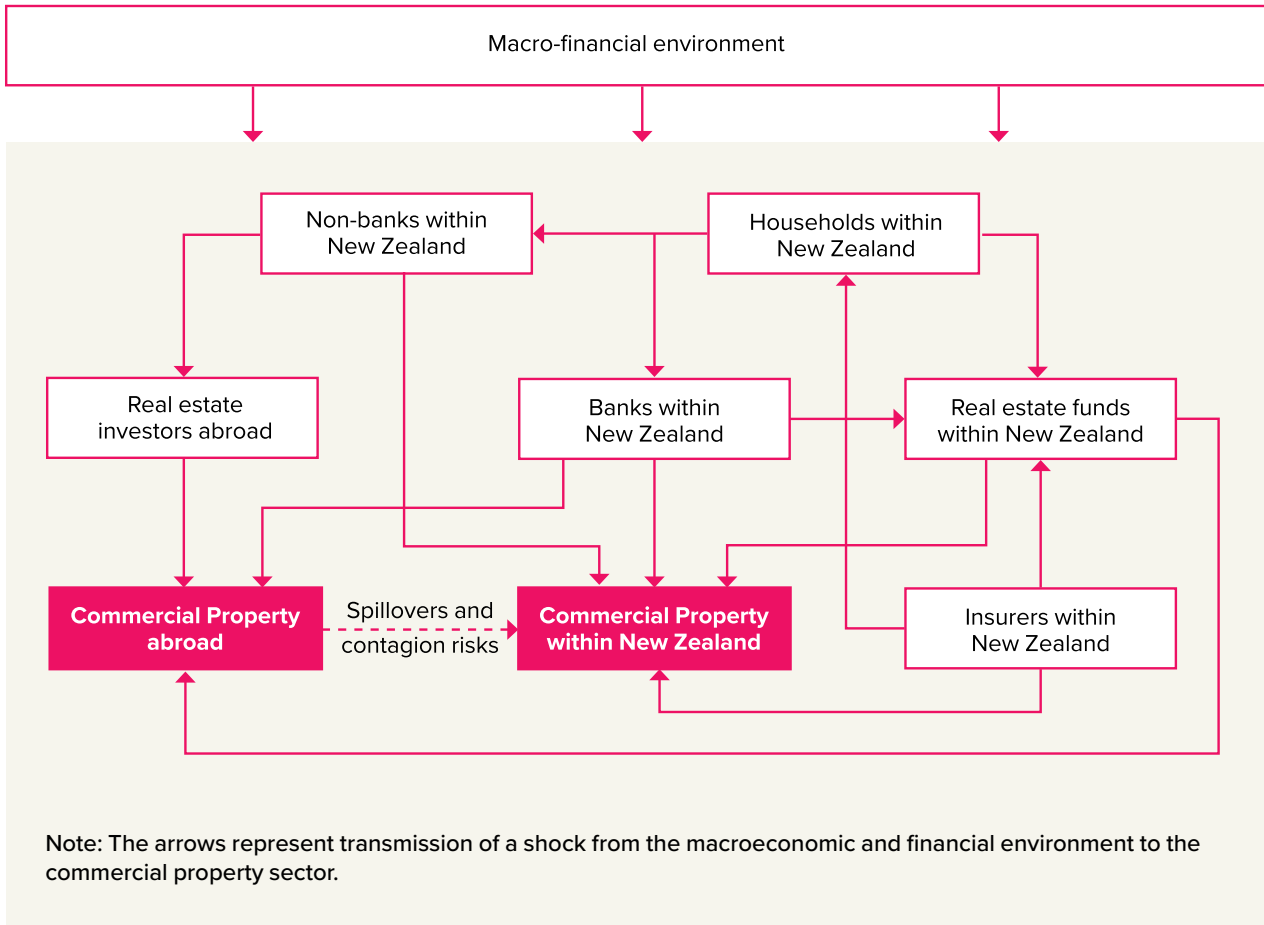 Macro-financial environment
Non-banks within
New Zealand
Households within
New Zealand
Real estate
investors abroad
Banks within
New Zealand
Real estate funds
within New Zealand
Commercial Property
abroad
Spillovers and
contagion risks
Commercial Property
within New Zealand
Insurers within
New Zealand
Note: The arrows represent transmission of a shock from the macroeconomic and financial environment to the
commercial property sector.